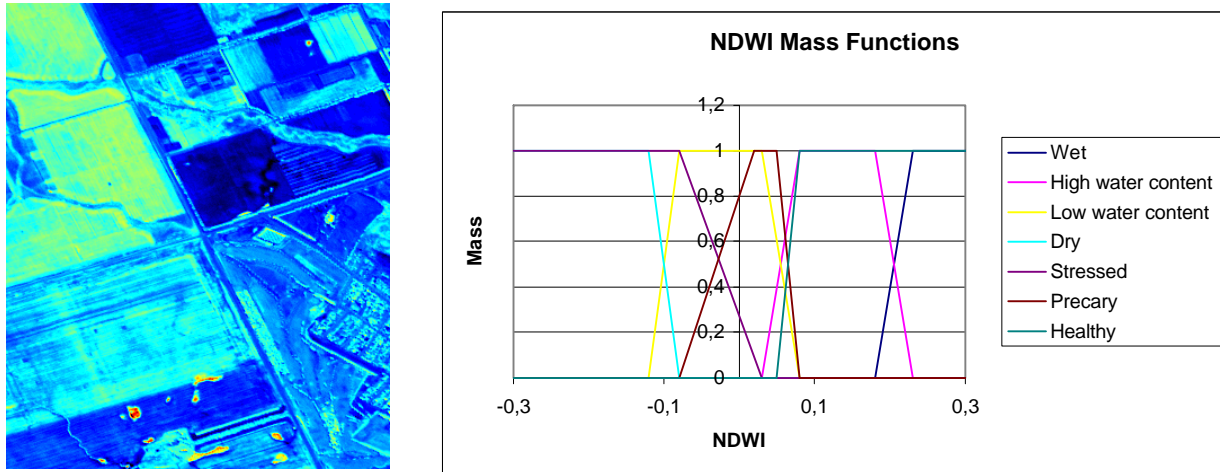 NDWI Mass Functions
1,2
1
0,8
0,6
0,4
0,2
0
-0,3
-0,1
0,1
0,3
Mass
NDWI
Wet
High water content
Low water content
Dry
Stressed
Precary
Healthy